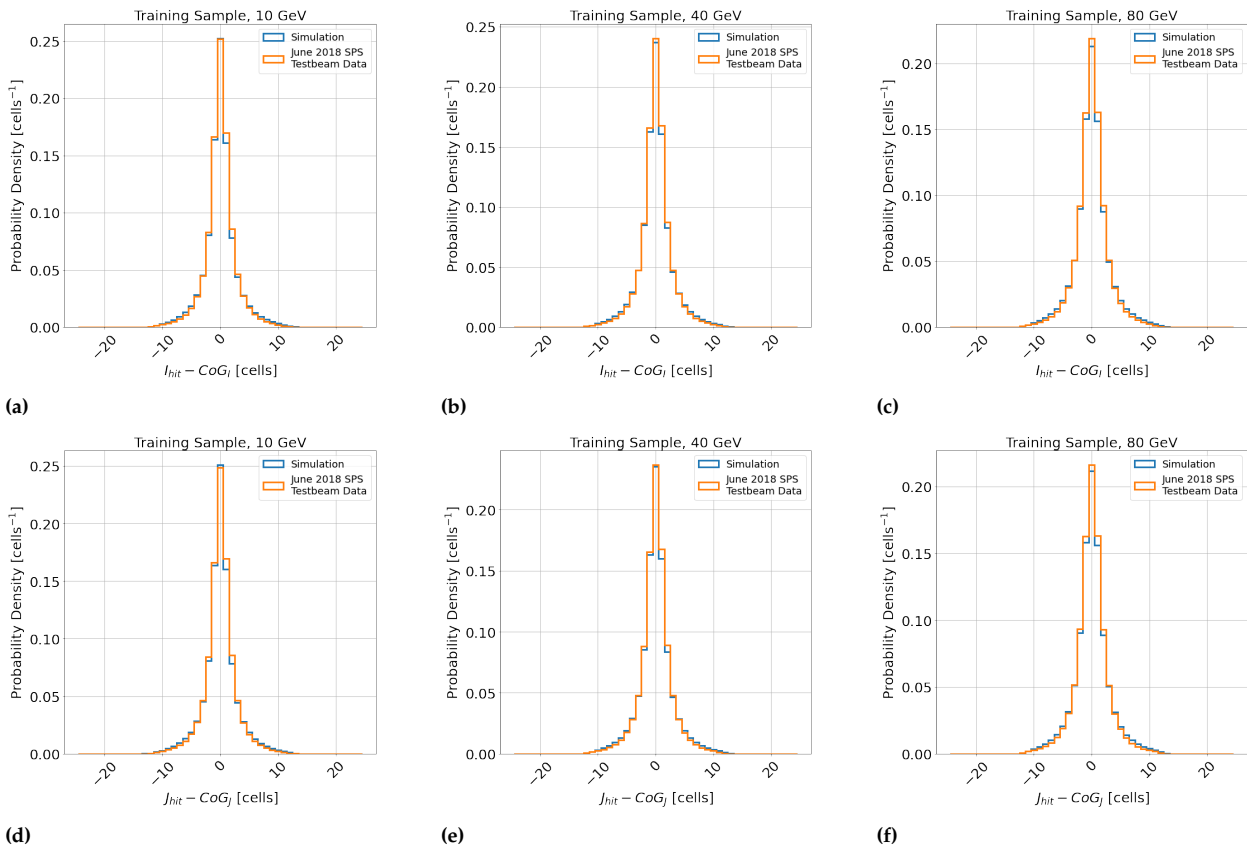 Training Sample, 10 GeV
Simulation
June 2018 SPS
Testbeam Data
Probability Density [cells⁻¹]
0.25
0.20
0.15
0.10
0.05
0.00
−20
−10
0
10
20
I_hit − CoG_I [cells]
(a)
Training Sample, 40 GeV
Simulation
June 2018 SPS
Testbeam Data
Probability Density [cells⁻¹]
0.25
0.20
0.15
0.10
0.05
0.00
−20
−10
0
10
20
I_hit − CoG_I [cells]
(b)
Training Sample, 80 GeV
Simulation
June 2018 SPS
Testbeam Data
Probability Density [cells⁻¹]
0.20
0.15
0.10
0.05
0.00
−20
−10
0
10
20
I_hit − CoG_I [cells]
(c)
Training Sample, 10 GeV
Simulation
June 2018 SPS
Testbeam Data
Probability Density [cells⁻¹]
0.25
0.20
0.15
0.10
0.05
0.00
−20
−10
0
10
20
J_hit − CoG_J [cells]
(d)
Training Sample, 40 GeV
Simulation
June 2018 SPS
Testbeam Data
Probability Density [cells⁻¹]
0.20
0.15
0.10
0.05
0.00
−20
−10
0
10
20
J_hit − CoG_J [cells]
(e)
Training Sample, 80 GeV
Simulation
June 2018 SPS
Testbeam Data
Probability Density [cells⁻¹]
0.20
0.15
0.10
0.05
0.00
−20
−10
0
10
20
J_hit − CoG_J [cells]
(f)